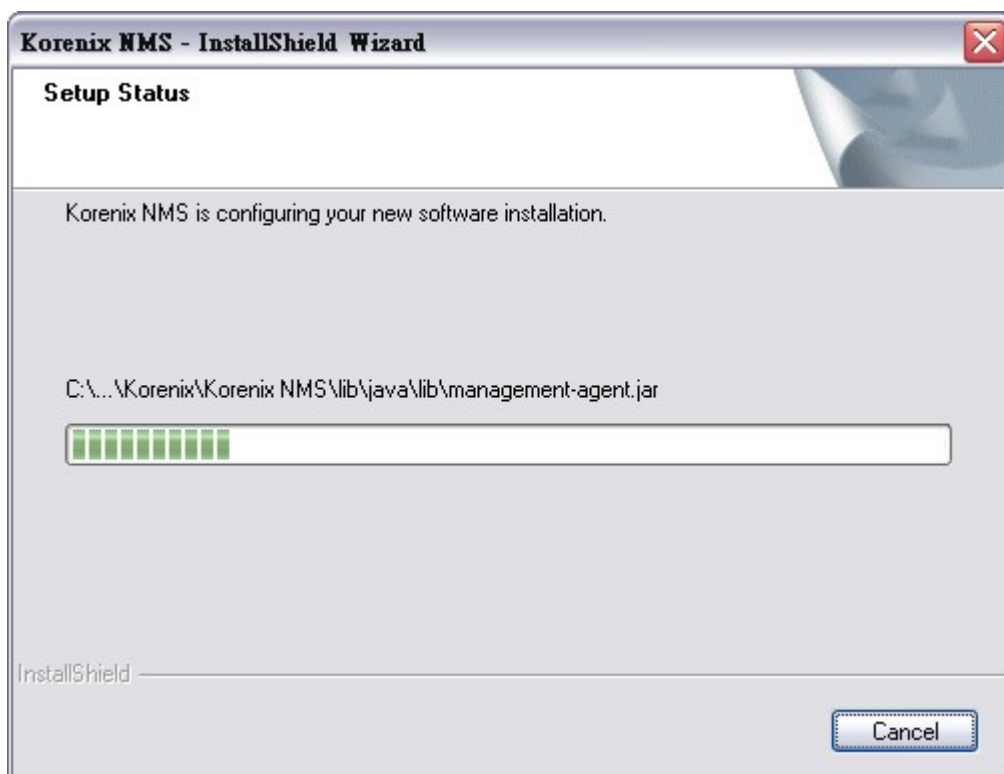 Korenix NMS - InstallShield Wizard
Setup Status
Korenix NMS is configuring your new software installation.
C:\...\Korenix\Korenix NMS\lib\java\lib\management-agent.jar
InstallShield
Cancel